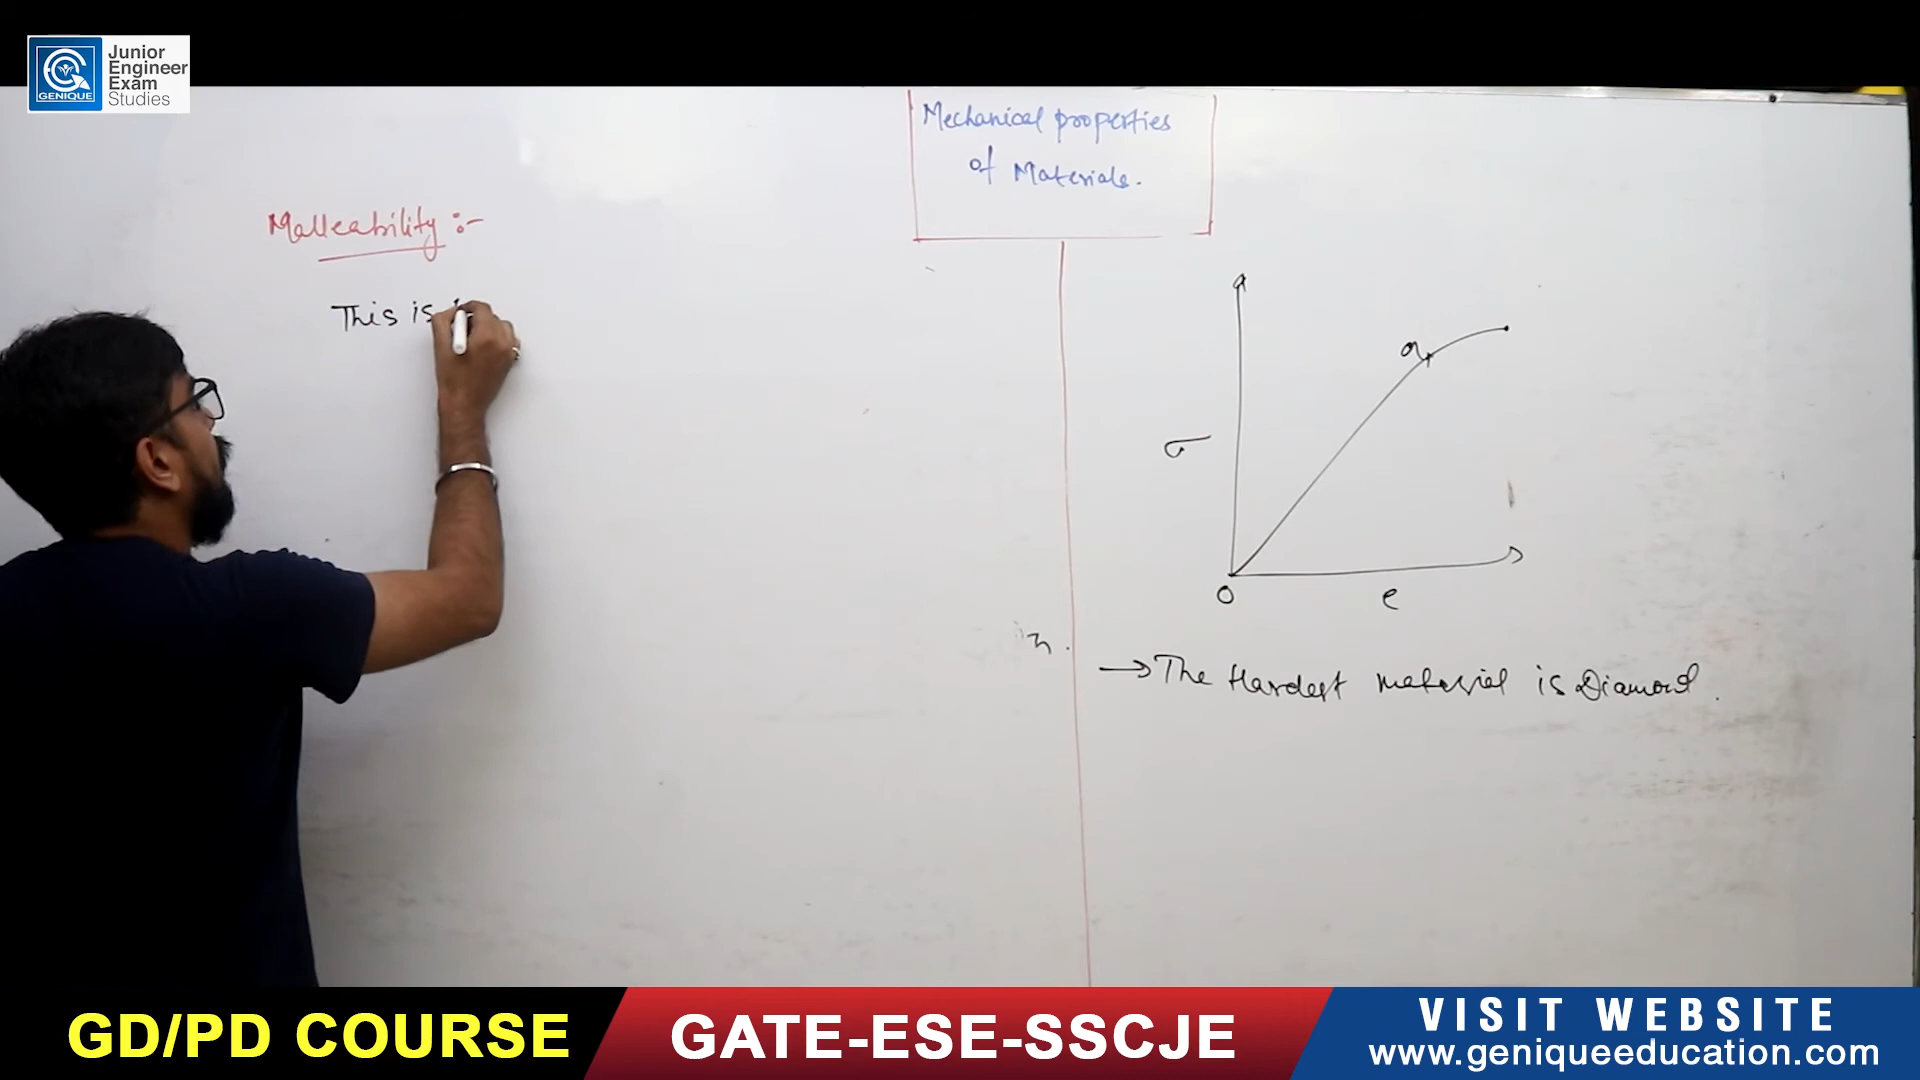 Junior
Engineer
Exam
Studies
GENIQUE
Mechanical properties
of Materials.
Malleability :-
This is
σ
a
O
e
→ The Hardest material is Diamond.
GD/PD COURSE
GATE-ESE-SSCJE
VISIT WEBSITE
www.geniqueeducation.com